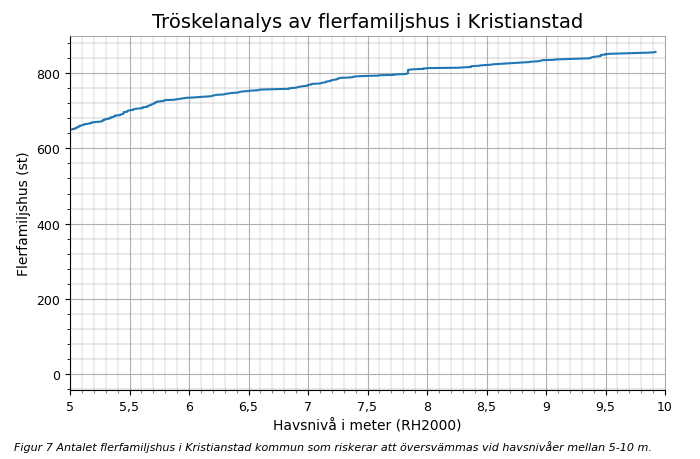 Tröskelanalys av flerfamiljshus i Kristianstad
Flerfamiljshus (st)
800
600
400
200
0
5 5,5 6 6,5 7 7,5 8 8,5 9 9,5 10
Havsnivå i meter (RH2000)
Figur 7 Antalet flerfamiljshus i Kristianstad kommun som riskerar att översvämmas vid havsnivåer mellan 5-10 m.